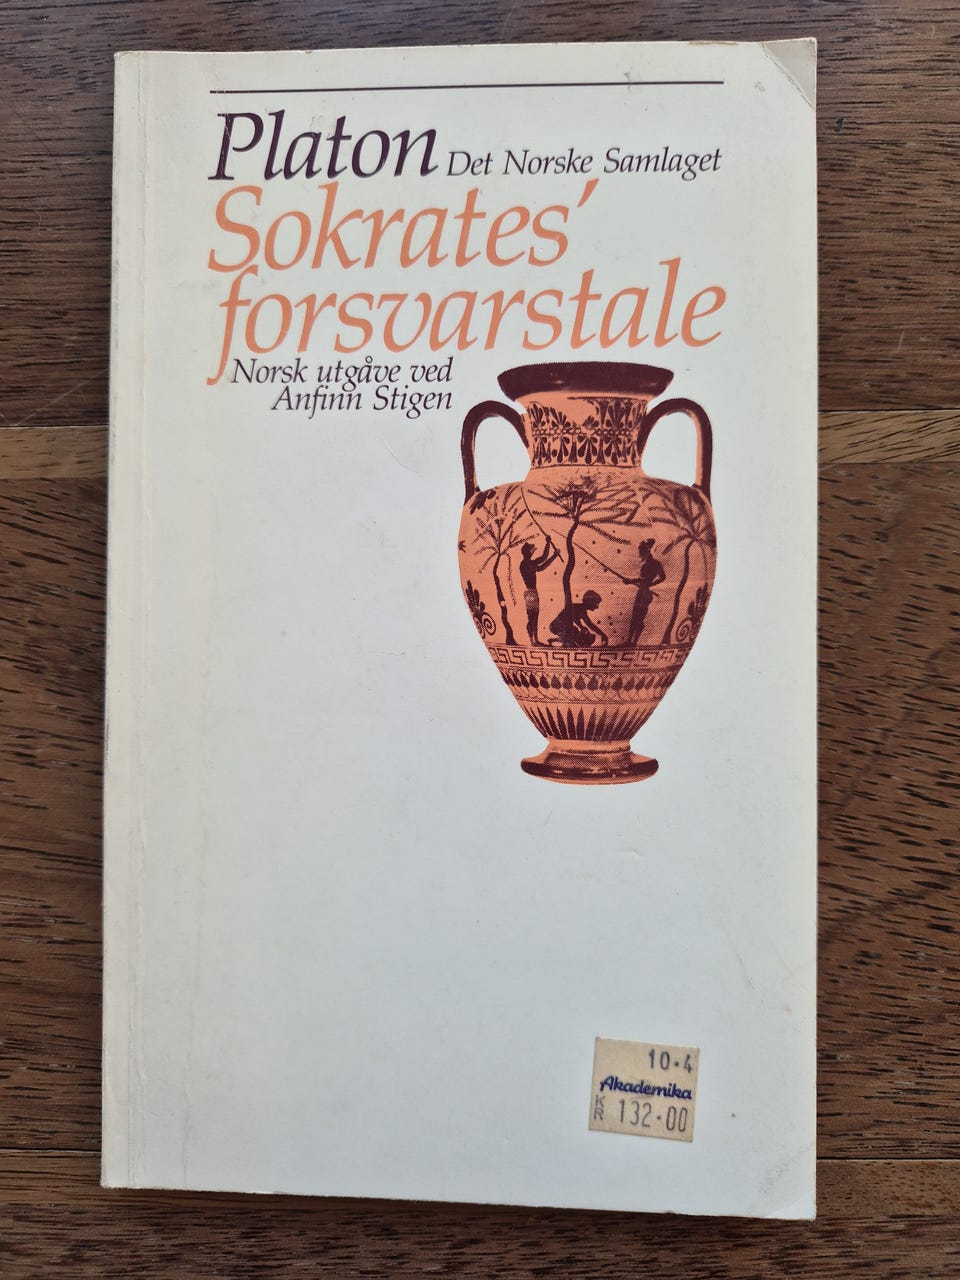 Platon Det Norske Samlaget
Sokrates'
forsvarstale
Norsk utgåve ved
Anfinn Stigen
10·4
Akademika
KR 132·00